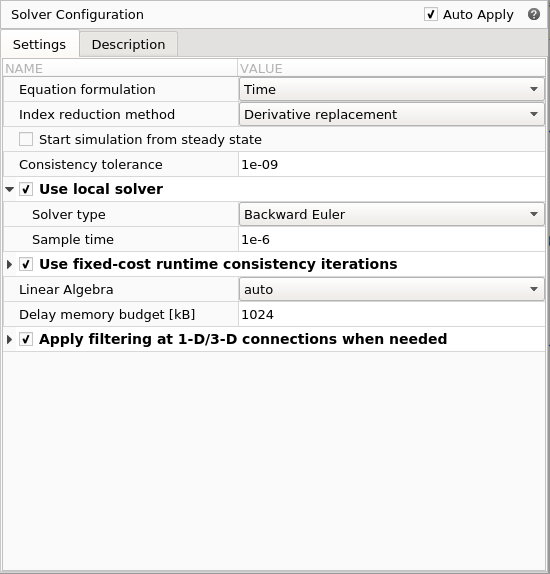 Solver Configuration
Auto Apply
Settings
Description
NAME VALUE
Equation formulation Time
Index reduction method Derivative replacement
Start simulation from steady state
Consistency tolerance 1e-09
Use local solver
Solver type Backward Euler
Sample time 1e-6
Use fixed-cost runtime consistency iterations
Linear Algebra auto
Delay memory budget [kB] 1024
Apply filtering at 1-D/3-D connections when needed